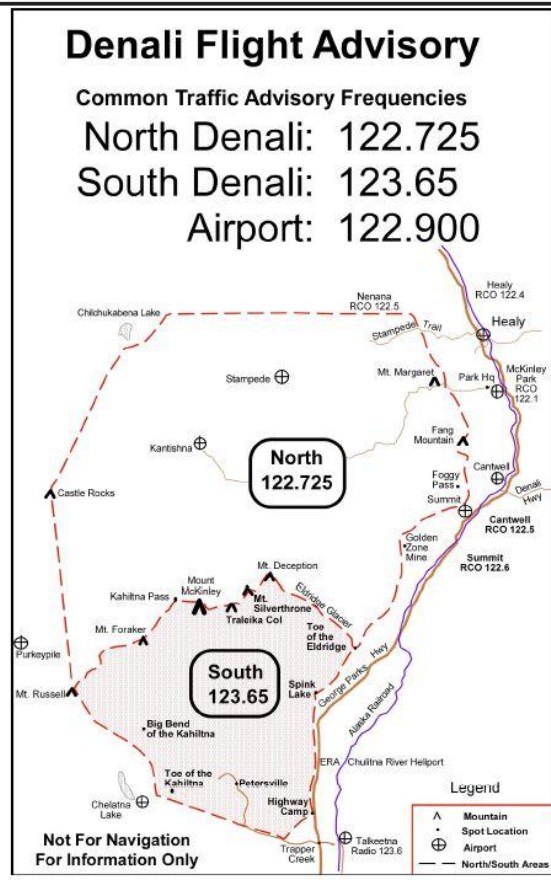 Denali Flight Advisory
Common Traffic Advisory Frequencies
North Denali: 122.725
South Denali: 123.65
Airport: 122.900
Healy
RCO 122.4
Nenana
RCO 122.5
Childhukabena Lake
Stampedel Trail
Healy
McKinley
Park
RCO
122.1
Park Hq
Mt. Margaret
Stampede
Fang
Mountain
Kantishna
North
122.725
Cantwell
Foggy
Pass
Castle Rocks
Summit
Denali
Hwy
Cantwell
RCO 122.5
Golden
Zone
Mine
Summit
RCO 122.6
Mt. Deception
Mount
McKinley
Kahiltna Pass
Mt.
Silverthrone
Traleika Col
Eldridge Glacier
Toe
of the
Eldridge
Mt. Foraker
Purkeypile
South
123.65
George Parks Hwy
Spink
Lake
Mt. Russell
Alaska Railroad
Big Bend
of the Kahiltna
ERA Chulitna River Heliport
Toe of the
Kahiltna
Petersville
Legend
Chelatna
Lake
Highway
Camp
Mountain
Spot Location
Airport
North/South Areas
Talkeetna
Radio 123.6
Trapper
Creek
Not For Navigation
For Information Only